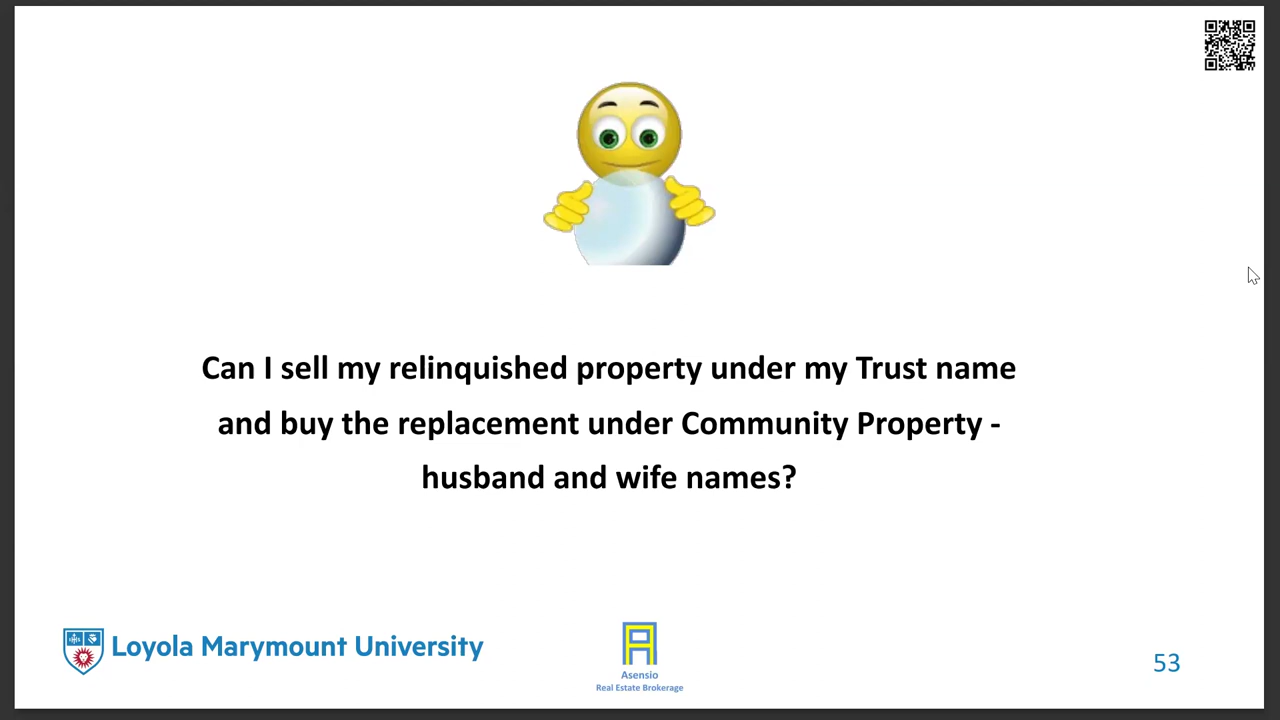 Can I sell my relinquished property under my Trust name
and buy the replacement under Community Property -
husband and wife names?
Loyola Marymount University
Asensio
Real Estate Brokerage
53